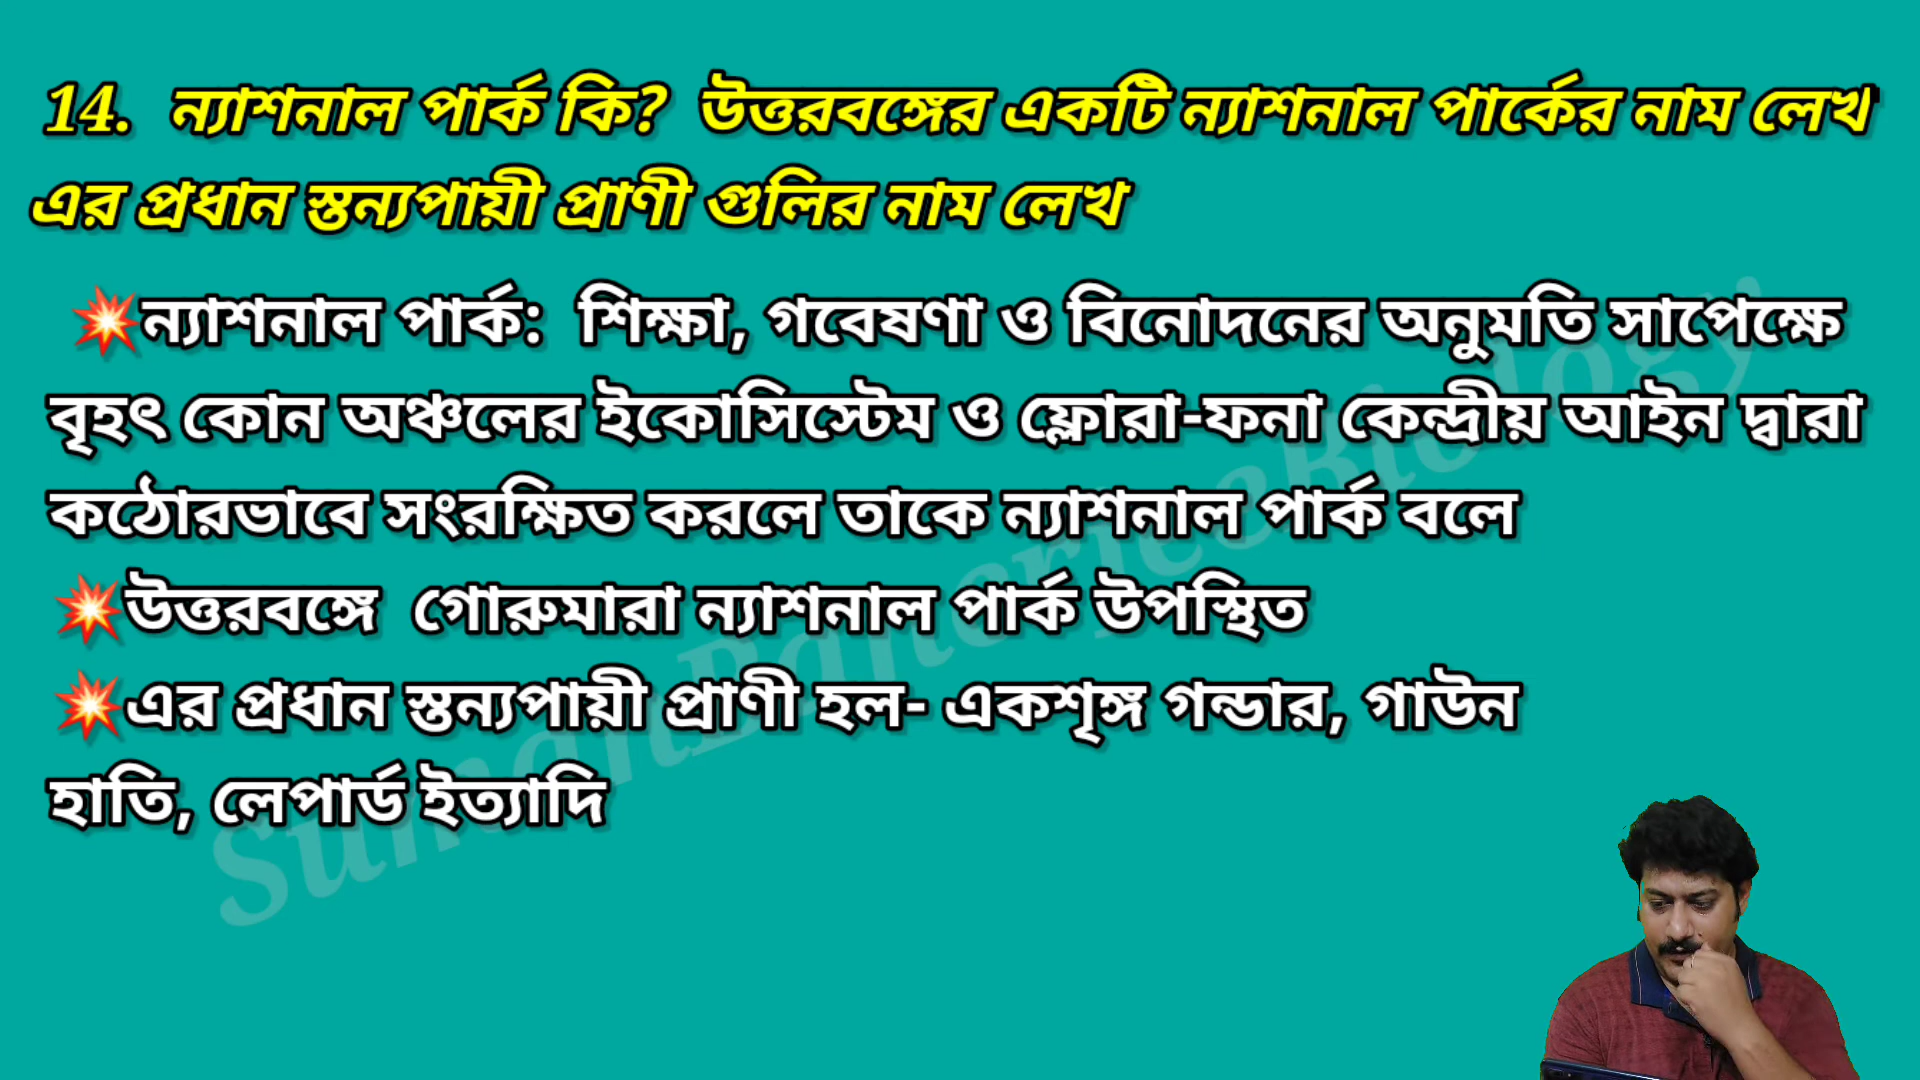 14. ন্যাশনাল পার্ক কি? উত্তরবঙ্গের একটি ন্যাশনাল পার্কের নাম লেখ
এর প্রধান স্তন্যপায়ী প্রাণী গুলির নাম লেখ
ন্যাশনাল পার্ক: শিক্ষা, গবেষণা ও বিনোদনের অনুমতি সাপেক্ষে
বৃহৎ কোন অঞ্চলের ইকোসিস্টেম ও ফ্লোরা-ফনা কেন্দ্রীয় আইন দ্বারা
কঠোরভাবে সংরক্ষিত করলে তাকে ন্যাশনাল পার্ক বলে
উত্তরবঙ্গে গোরুমারা ন্যাশনাল পার্ক উপস্থিত
এর প্রধান স্তন্যপায়ী প্রাণী হল- একশৃঙ্গ গন্ডার, গাউন
হাতি, লেপার্ড ইত্যাদি
SumanBanerjeeBiology